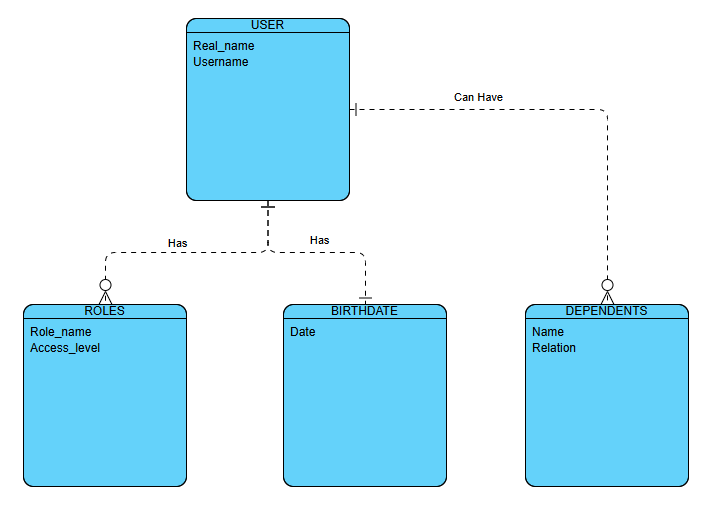 USER
Real_name
Username
Can Have
Has
Has
ROLES
Role_name
Access_level
BIRTHDATE
Date
DEPENDENTS
Name
Relation